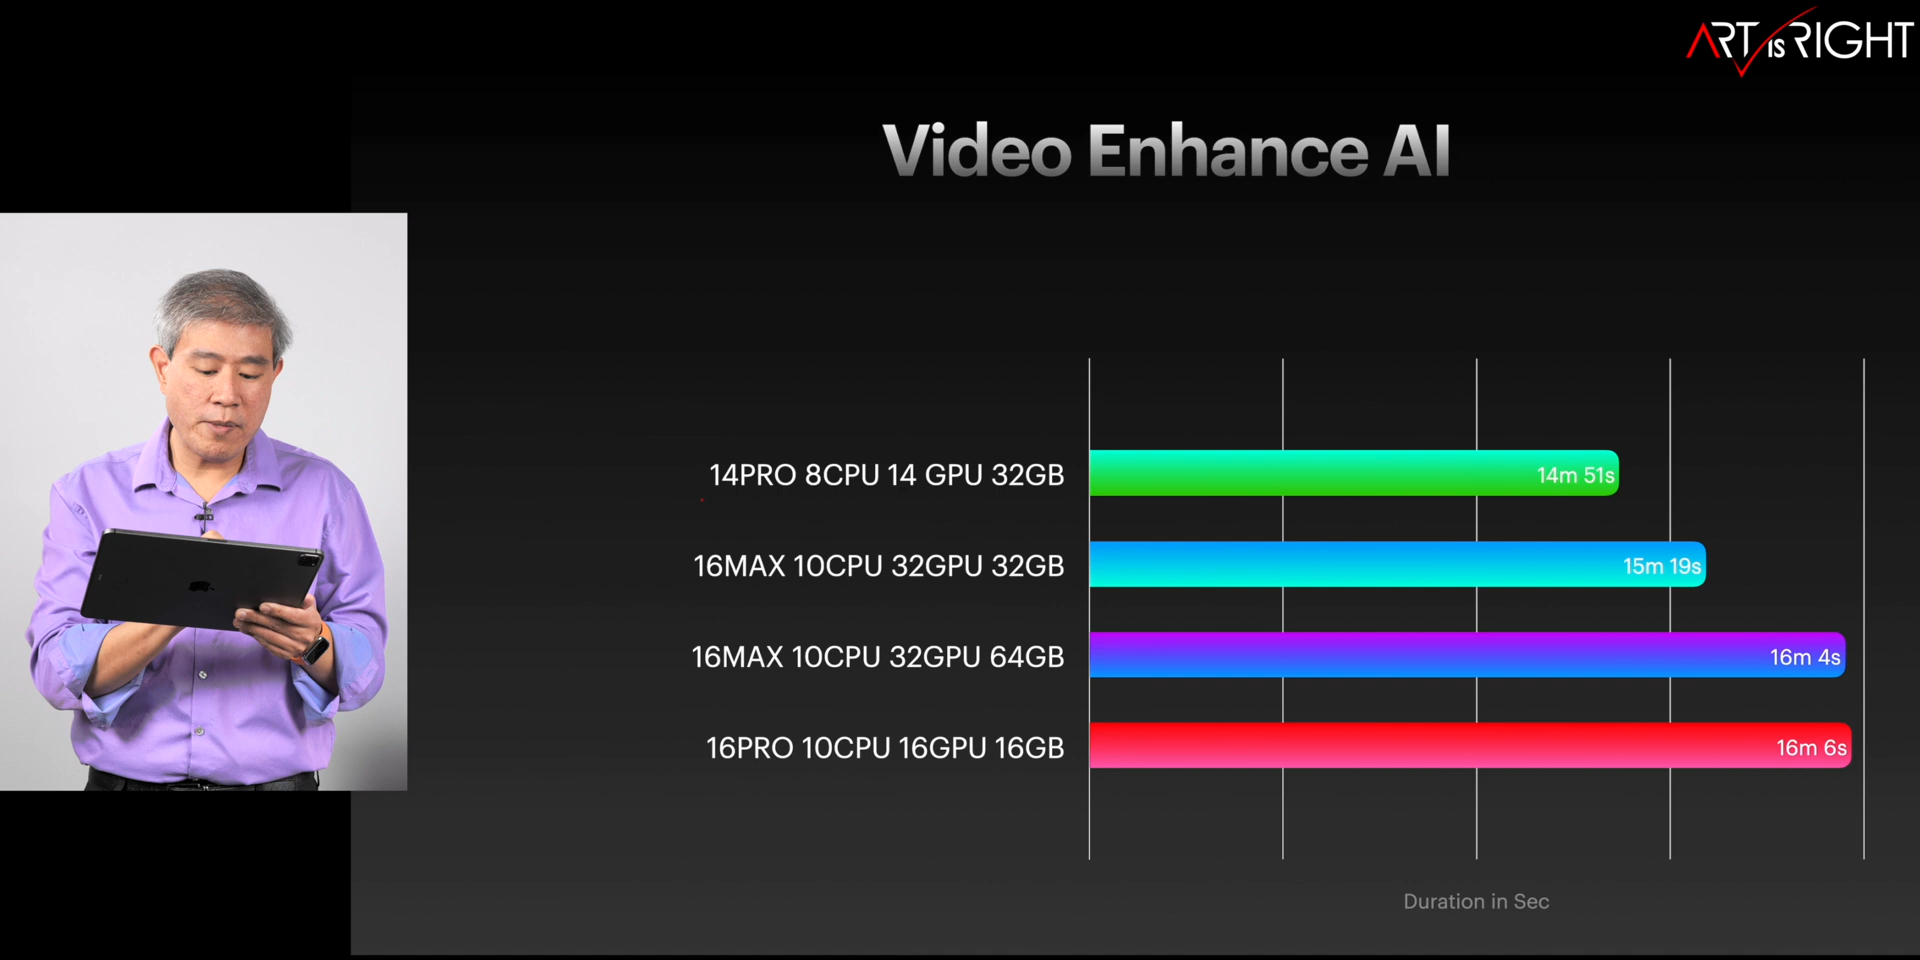 ART IS RIGHT
Video Enhance AI
14PRO 8CPU 14 GPU 32GB
14m 51s
16MAX 10CPU 32GPU 32GB
15m 19s
16MAX 10CPU 32GPU 64GB
16m 4s
16PRO 10CPU 16GPU 16GB
16m 6s
Duration in Sec